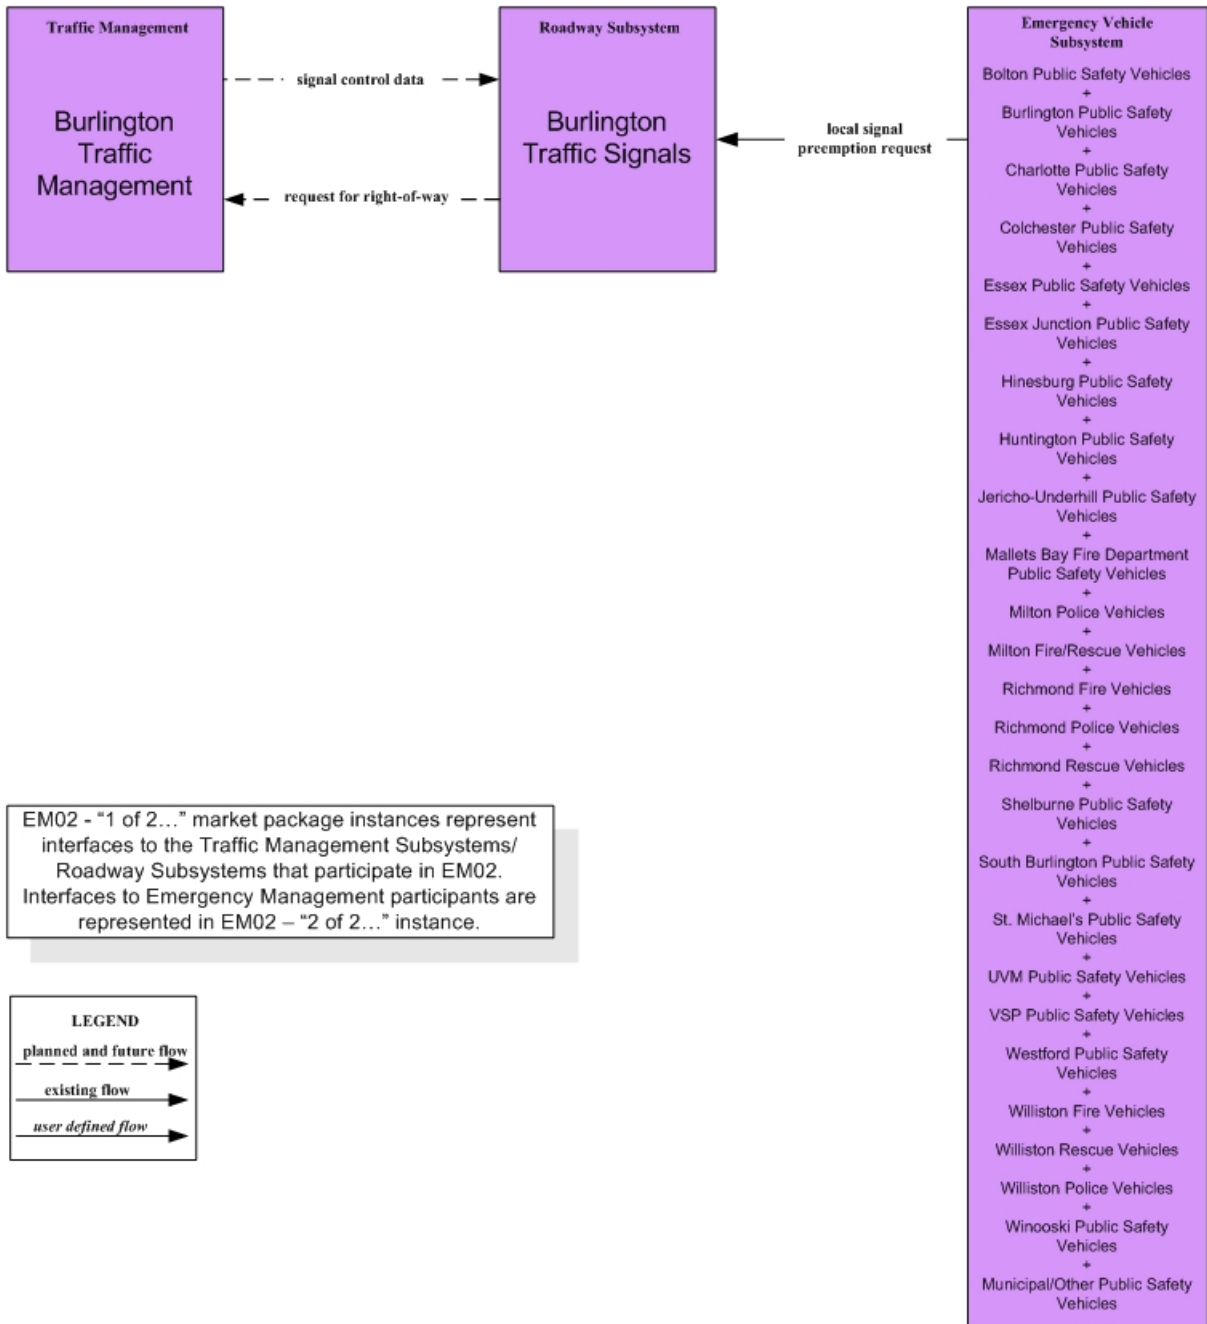 Traffic Management
Burlington
Traffic
Management
signal control data
request for right-of-way
Roadway Subsystem
Burlington
Traffic Signals
local signal
preemption request
Emergency Vehicle
Subsystem
Bolton Public Safety Vehicles
+
Burlington Public Safety
Vehicles
+
Charlotte Public Safety
Vehicles
+
Colchester Public Safety
Vehicles
+
Essex Public Safety Vehicles
+
Essex Junction Public Safety
Vehicles
+
Hinesburg Public Safety
Vehicles
+
Huntington Public Safety
Vehicles
+
Jericho-Underhill Public Safety
Vehicles
+
Mallets Bay Fire Department
Public Safety Vehicles
+
Milton Police Vehicles
+
Milton Fire/Rescue Vehicles
+
Richmond Fire Vehicles
+
Richmond Police Vehicles
+
Richmond Rescue Vehicles
+
Shelburne Public Safety
Vehicles
+
South Burlington Public Safety
Vehicles
+
St. Michael's Public Safety
Vehicles
+
UVM Public Safety Vehicles
+
VSP Public Safety Vehicles
+
Westford Public Safety
Vehicles
+
Williston Fire Vehicles
+
Williston Rescue Vehicles
+
Williston Police Vehicles
+
Winooski Public Safety
Vehicles
+
Municipal/Other Public Safety
Vehicles
EM02 - “1 of 2…” market package instances represent
interfaces to the Traffic Management Subsystems/
Roadway Subsystems that participate in EM02.
Interfaces to Emergency Management participants are
represented in EM02 – “2 of 2…” instance.
LEGEND
planned and future flow
existing flow
user defined flow